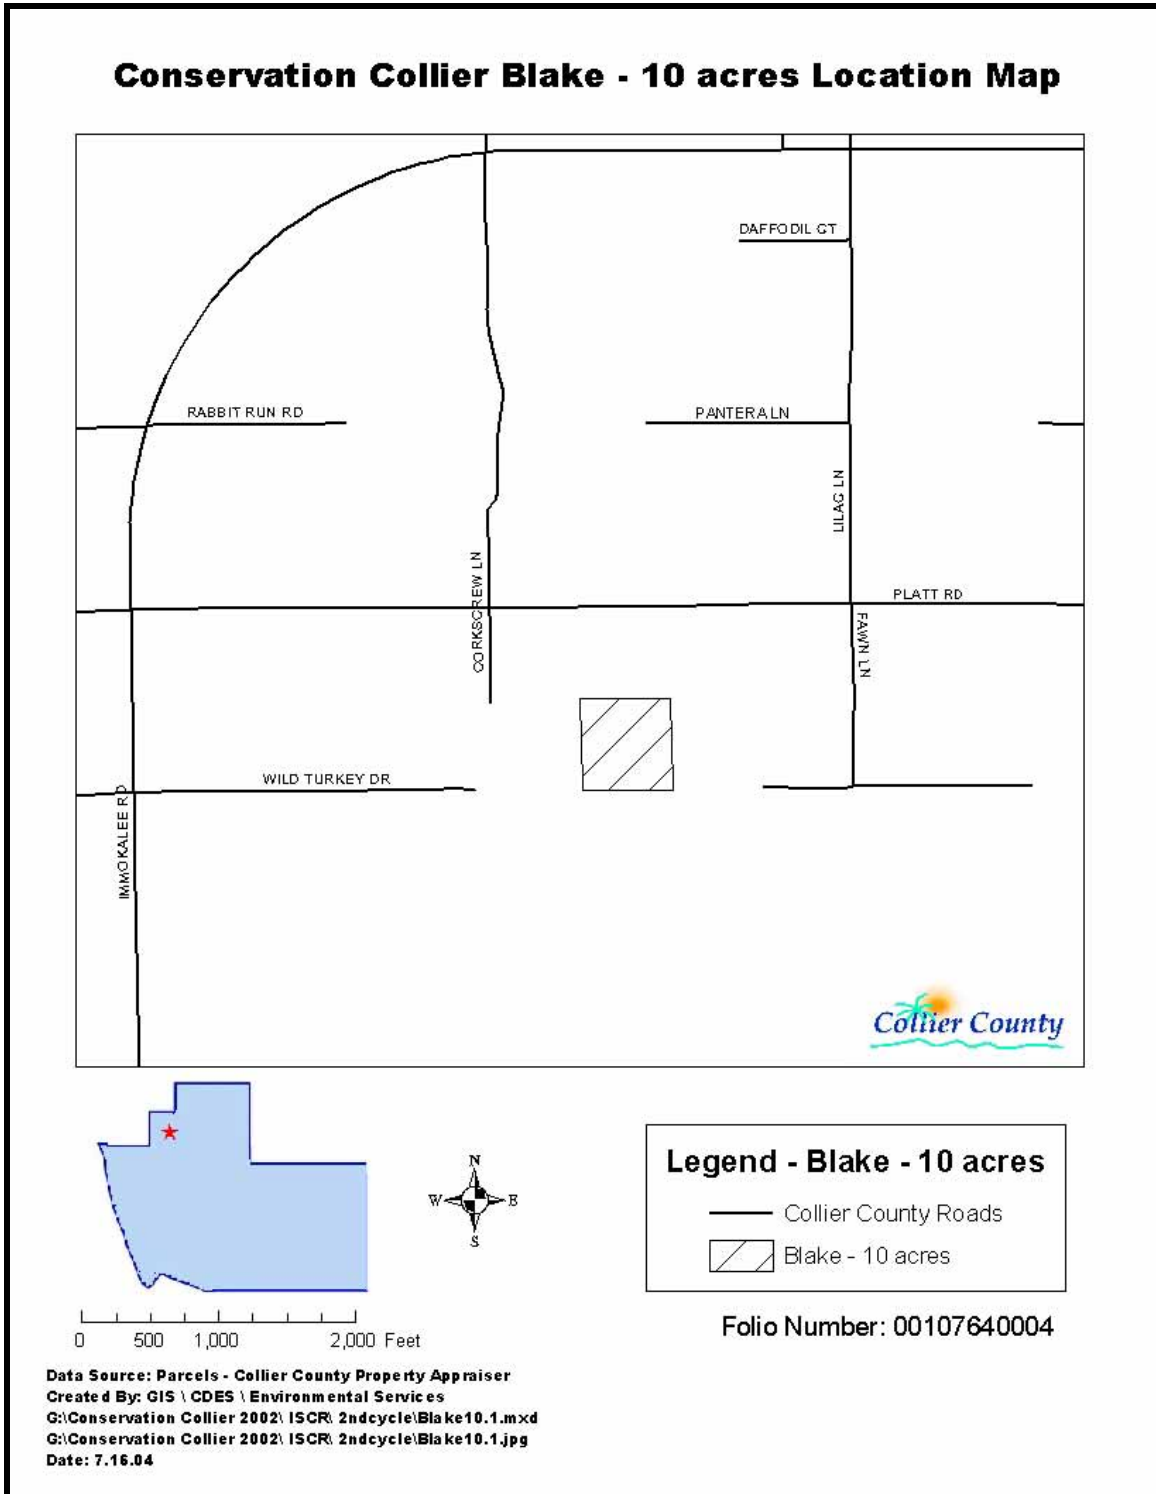 Conservation Collier Blake - 10 acres Location Map
DAFFODIL CT
RABBIT RUN RD
PANTERA LN
LILAC LN
CORKSCREW LN
PLATT RD
FAWN LN
WILD TURKEY DR
IMMOKALEE RD
Collier County
N
W E
S
Legend - Blake - 10 acres
Collier County Roads
Blake - 10 acres
0 500 1,000 2,000 Feet
Folio Number: 00107640004
Data Source: Parcels - Collier County Property Appraiser
Created By: GIS \ CDES \ Environmental Services
G:\Conservation Collier 2002\ ISCR\ 2ndcycle\Blake10.1.mxd
G:\Conservation Collier 2002\ ISCR\ 2ndcycle\Blake10.1.jpg
Date: 7.16.04